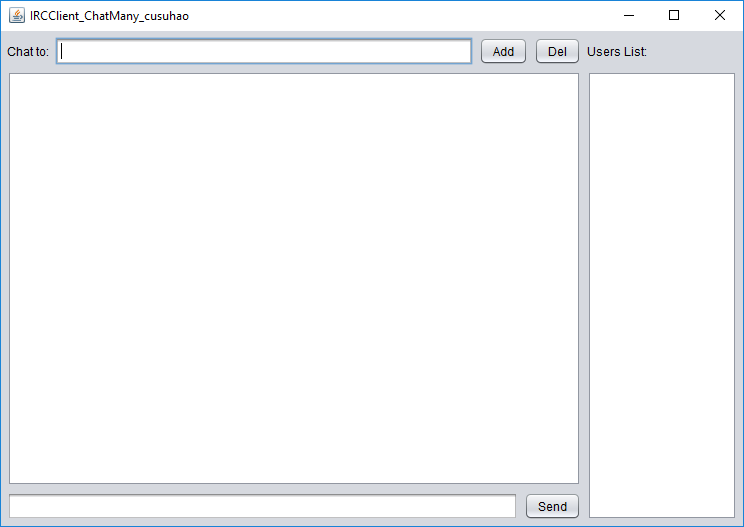 IRCClient_ChatMany_cusuhao
Chat to: Add Del Users List:
Send